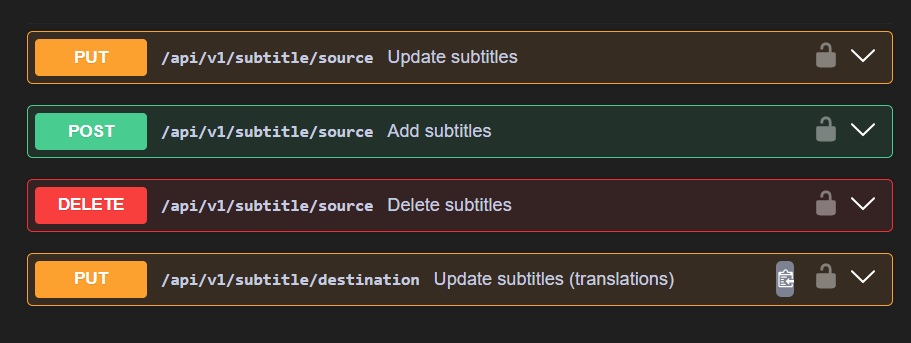 PUT /api/v1/subtitle/source Update subtitles
POST /api/v1/subtitle/source Add subtitles
DELETE /api/v1/subtitle/source Delete subtitles
PUT /api/v1/subtitle/destination Update subtitles (translations)